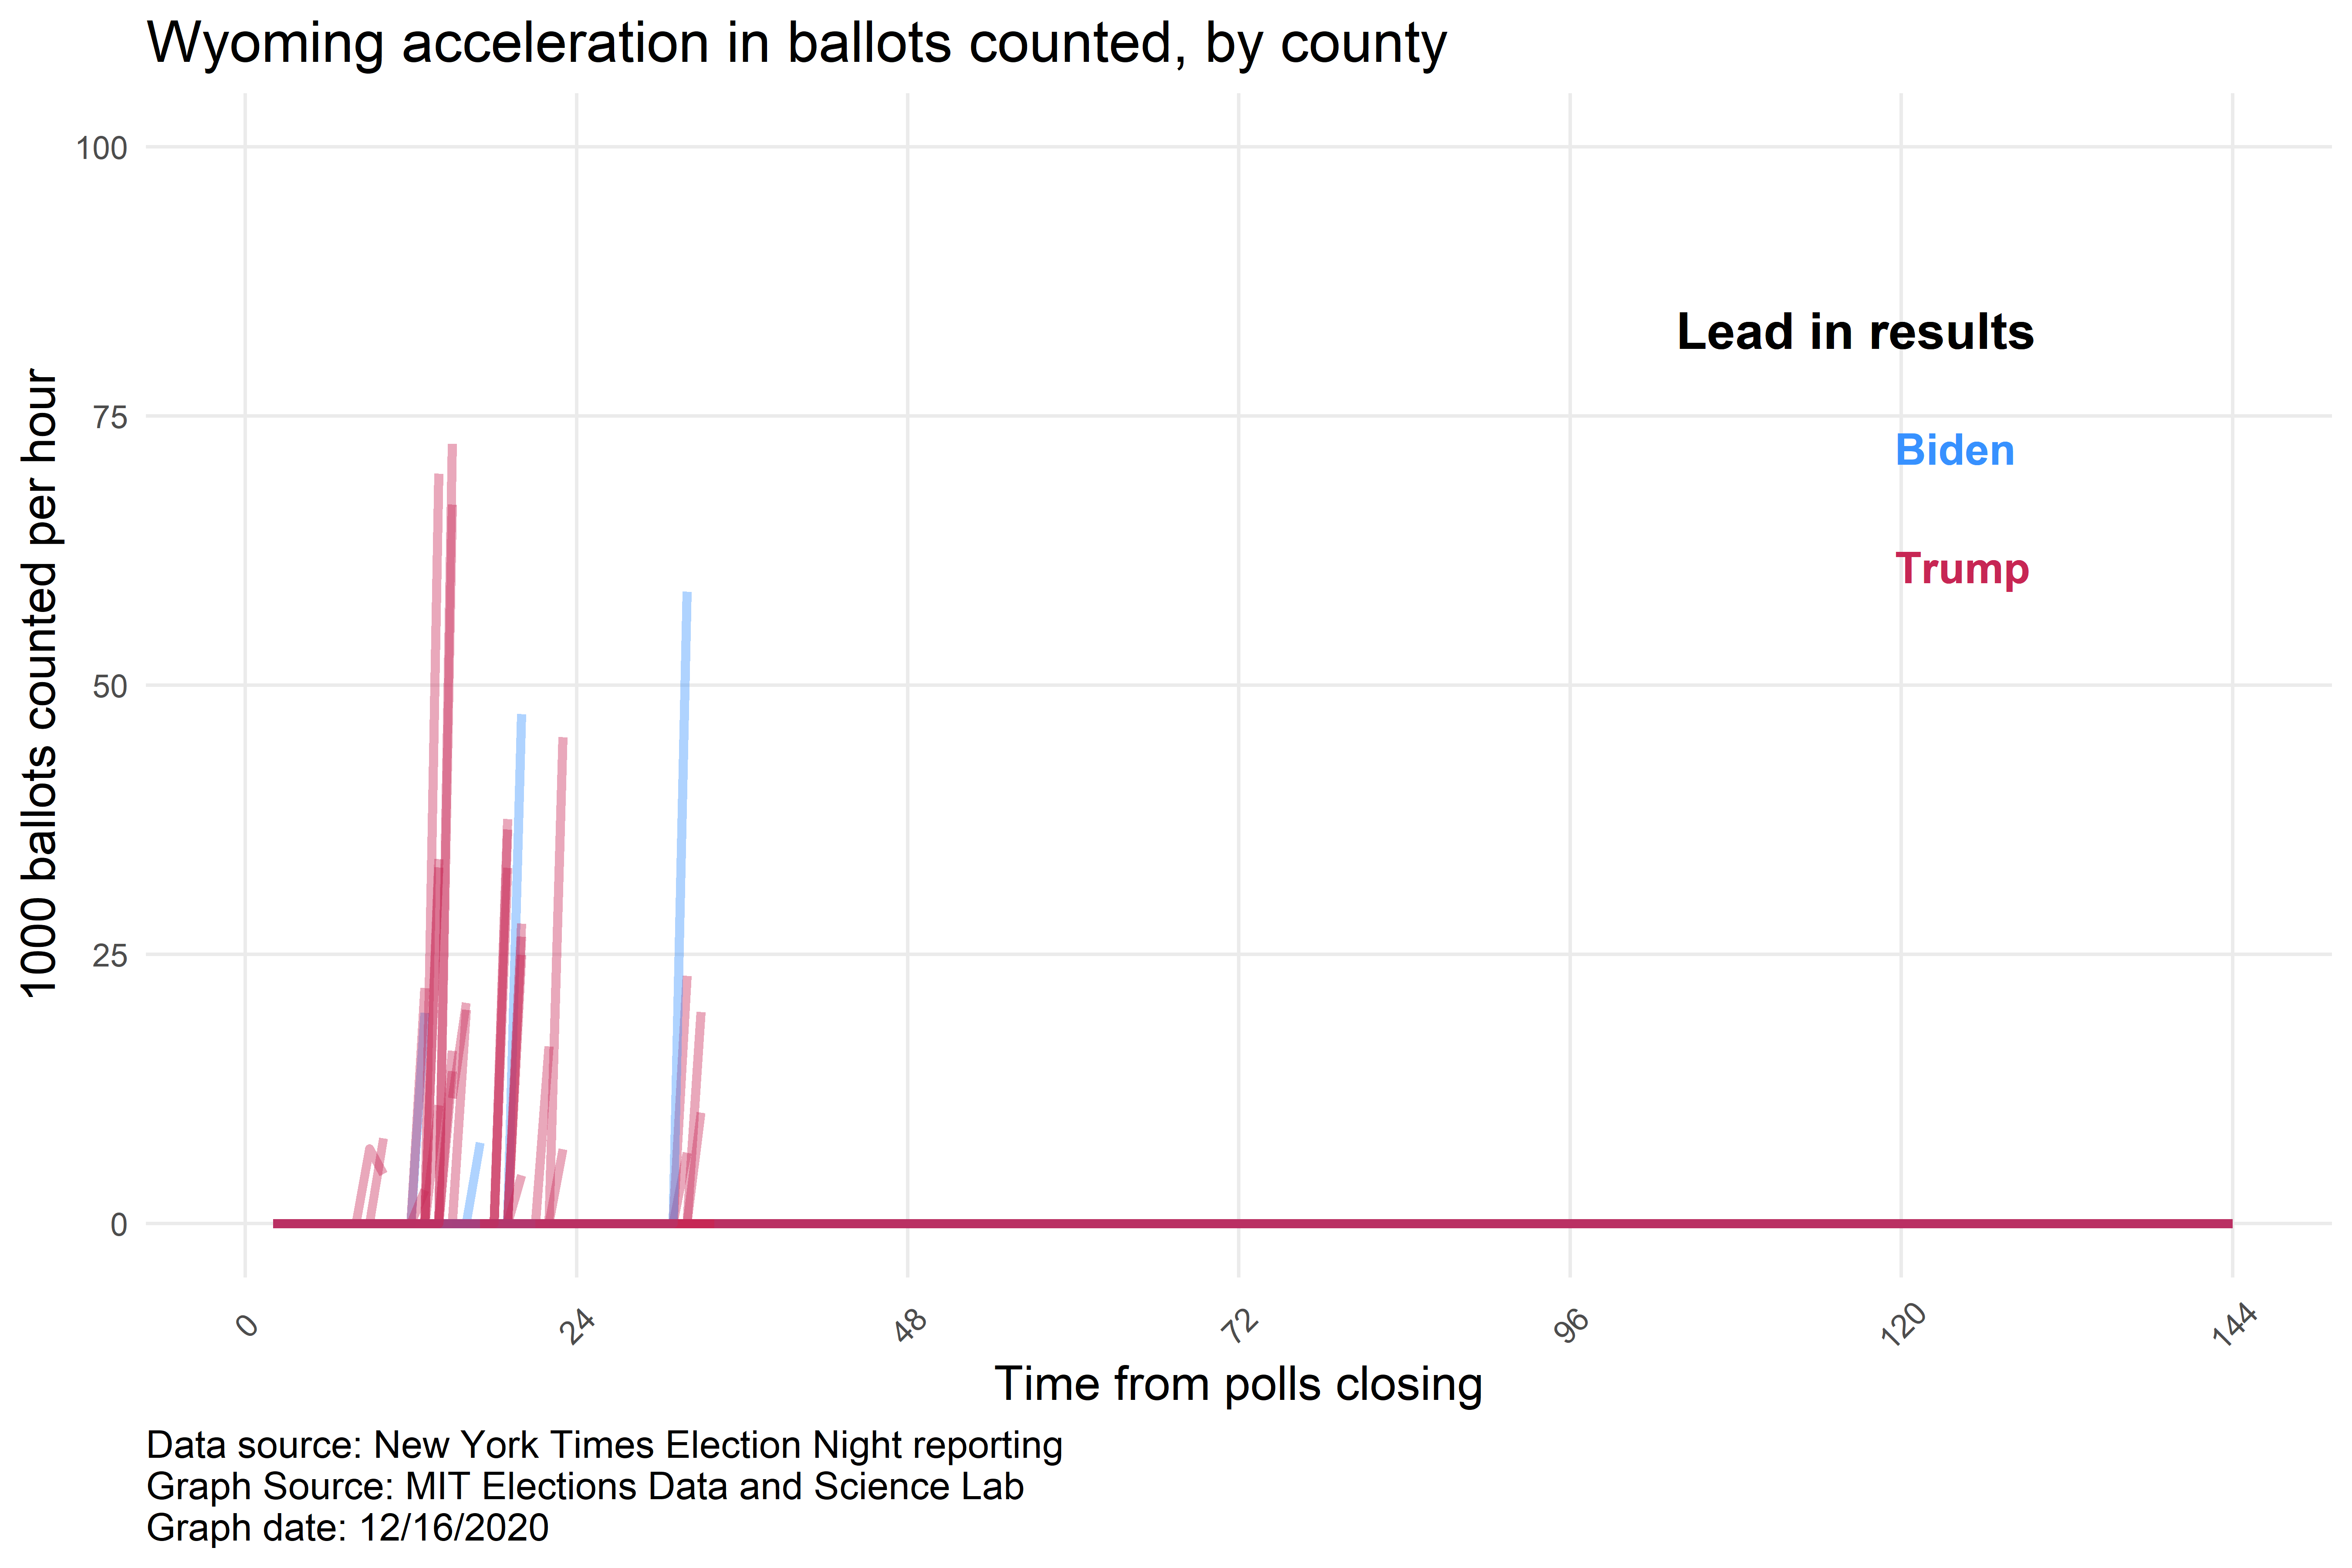 Wyoming acceleration in ballots counted, by county
1000 ballots counted per hour
100
75
50
25
0
Lead in results
Biden
Trump
0
24
48
72
96
120
144
Time from polls closing
Data source: New York Times Election Night reporting
Graph Source: MIT Elections Data and Science Lab
Graph date: 12/16/2020